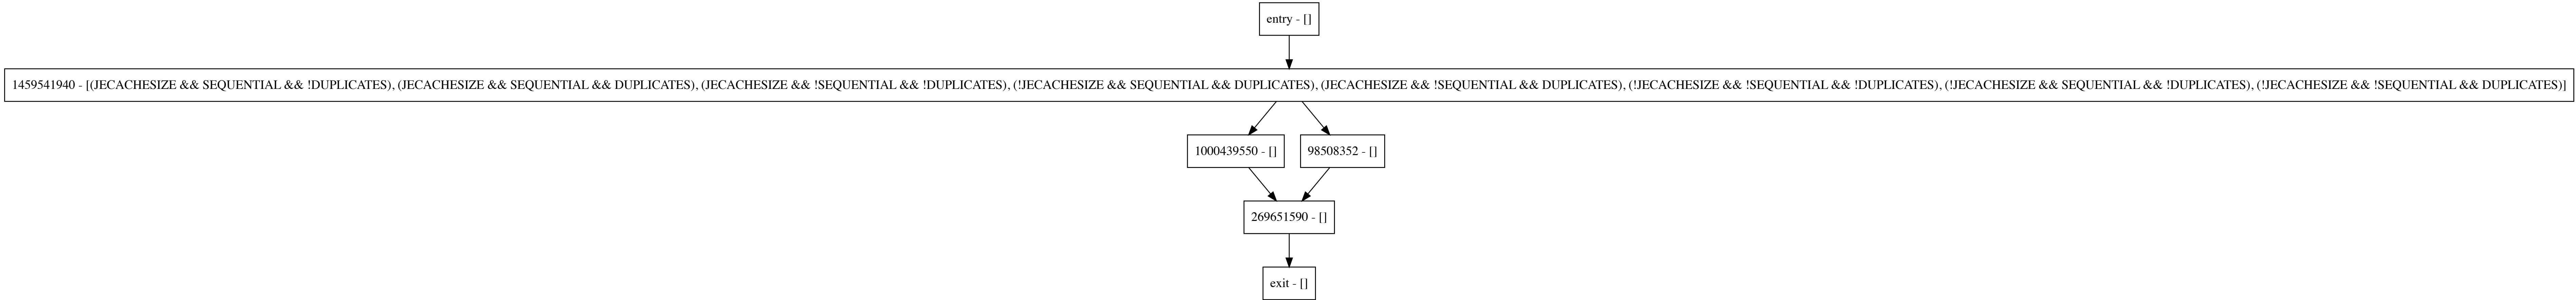 entry - []
1459541940 - [(JECACHESIZE && SEQUENTIAL && !DUPLICATES), (JECACHESIZE && SEQUENTIAL && DUPLICATES), (JECACHESIZE && !SEQUENTIAL && !DUPLICATES), (!JECACHESIZE && SEQUENTIAL && DUPLICATES), (JECACHESIZE && !SEQUENTIAL && DUPLICATES), (!JECACHESIZE && !SEQUENTIAL && !DUPLICATES), (!JECACHESIZE && SEQUENTIAL && !DUPLICATES), (!JECACHESIZE && !SEQUENTIAL && DUPLICATES)]
1000439550 - []
98508352 - []
269651590 - []
exit - []